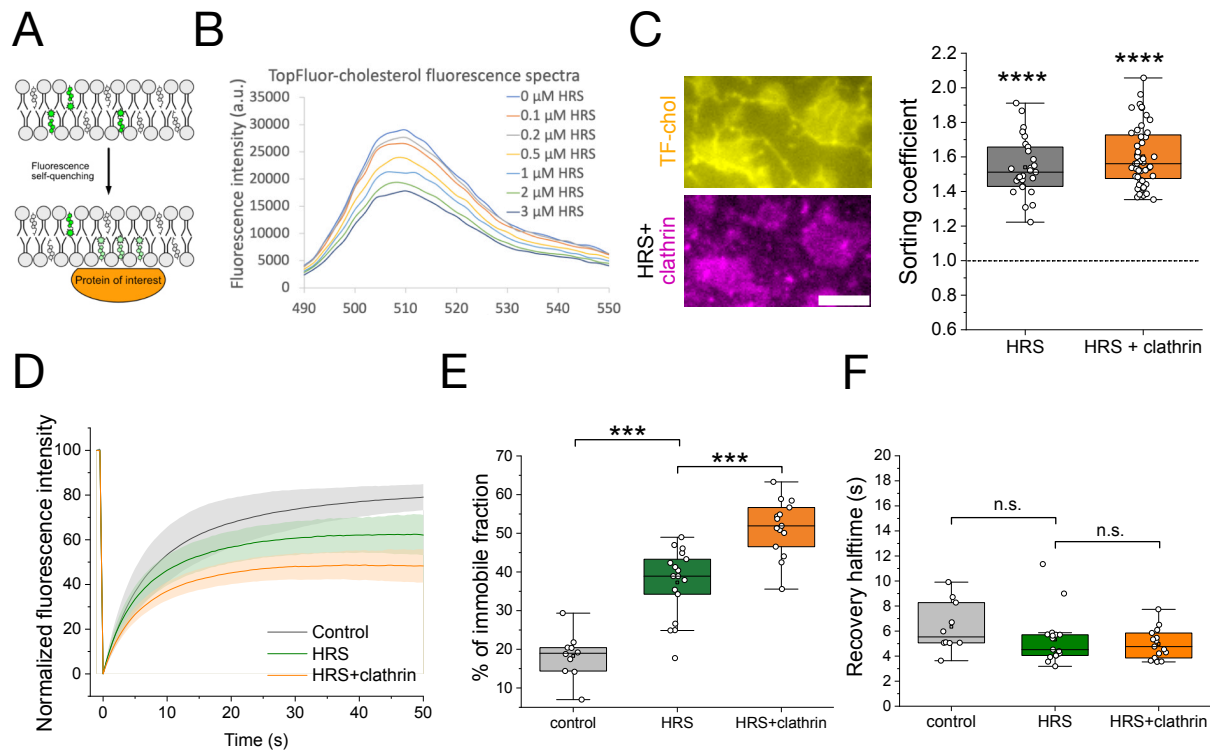 A
Fluorescence
self-quenching
Protein of interest
B
TopFluor-cholesterol fluorescence spectra
Fluorescence intensity (a.u.)
35000
30000
25000
20000
15000
10000
5000
0
490
500
510
520
530
540
550
0 µM HRS
0.1 µM HRS
0.2 µM HRS
0.5 µM HRS
1 µM HRS
2 µM HRS
3 µM HRS
C
TF-chol
HRS+
clathrin
Sorting coefficient
2.2
2.0
1.8
1.6
1.4
1.2
1.0
0.8
0.6
****
****
HRS
HRS + clathrin
D
Normalized fluorescence intensity
100
80
60
40
20
0
0
10
20
30
40
50
Time (s)
Control
HRS
HRS+clathrin
E
% of immobile fraction
70
60
50
40
30
20
10
***
***
control
HRS
HRS+clathrin
F
Recovery halftime (s)
20
18
16
14
12
10
8
6
4
2
0
n.s.
n.s.
control
HRS
HRS+clathrin